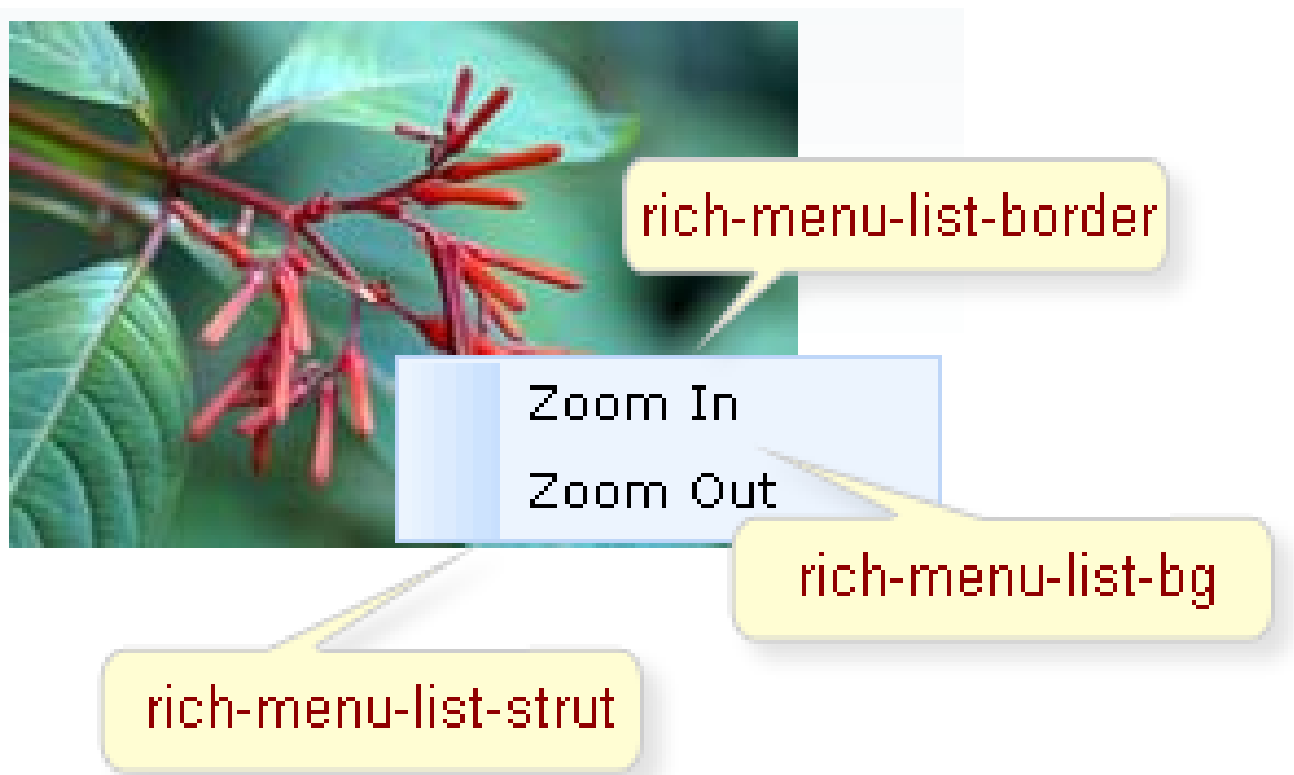 rich-menu-list-border
Zoom In
Zoom Out
rich-menu-list-bg
rich-menu-list-strut